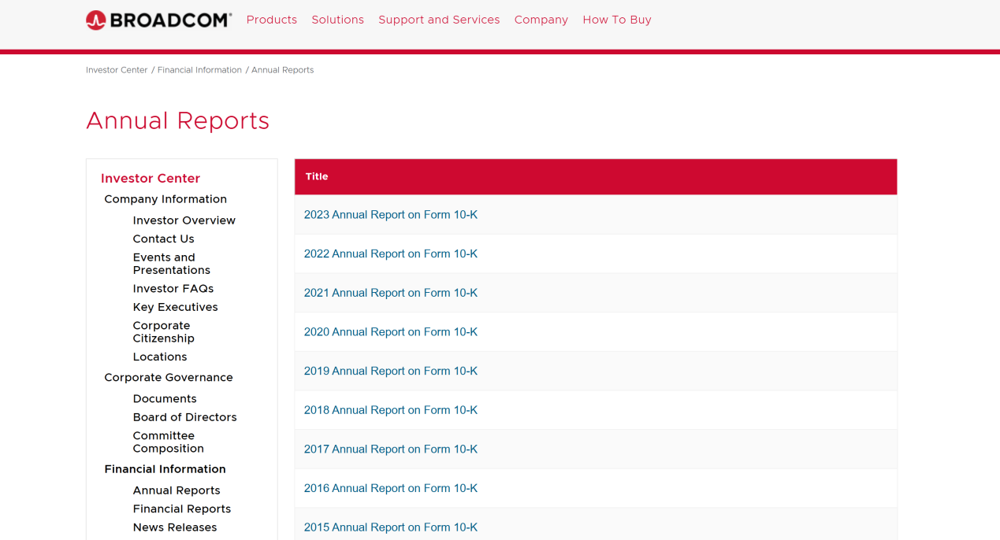 BROADCOM®
Products Solutions Support and Services Company How To Buy
Investor Center / Financial Information / Annual Reports
Annual Reports
Investor Center
Company Information
Investor Overview
Contact Us
Events and
Presentations
Investor FAQs
Key Executives
Corporate
Citizenship
Locations
Corporate Governance
Documents
Board of Directors
Committee
Composition
Financial Information
Annual Reports
Financial Reports
News Releases
Title
2023 Annual Report on Form 10-K
2022 Annual Report on Form 10-K
2021 Annual Report on Form 10-K
2020 Annual Report on Form 10-K
2019 Annual Report on Form 10-K
2018 Annual Report on Form 10-K
2017 Annual Report on Form 10-K
2016 Annual Report on Form 10-K
2015 Annual Report on Form 10-K